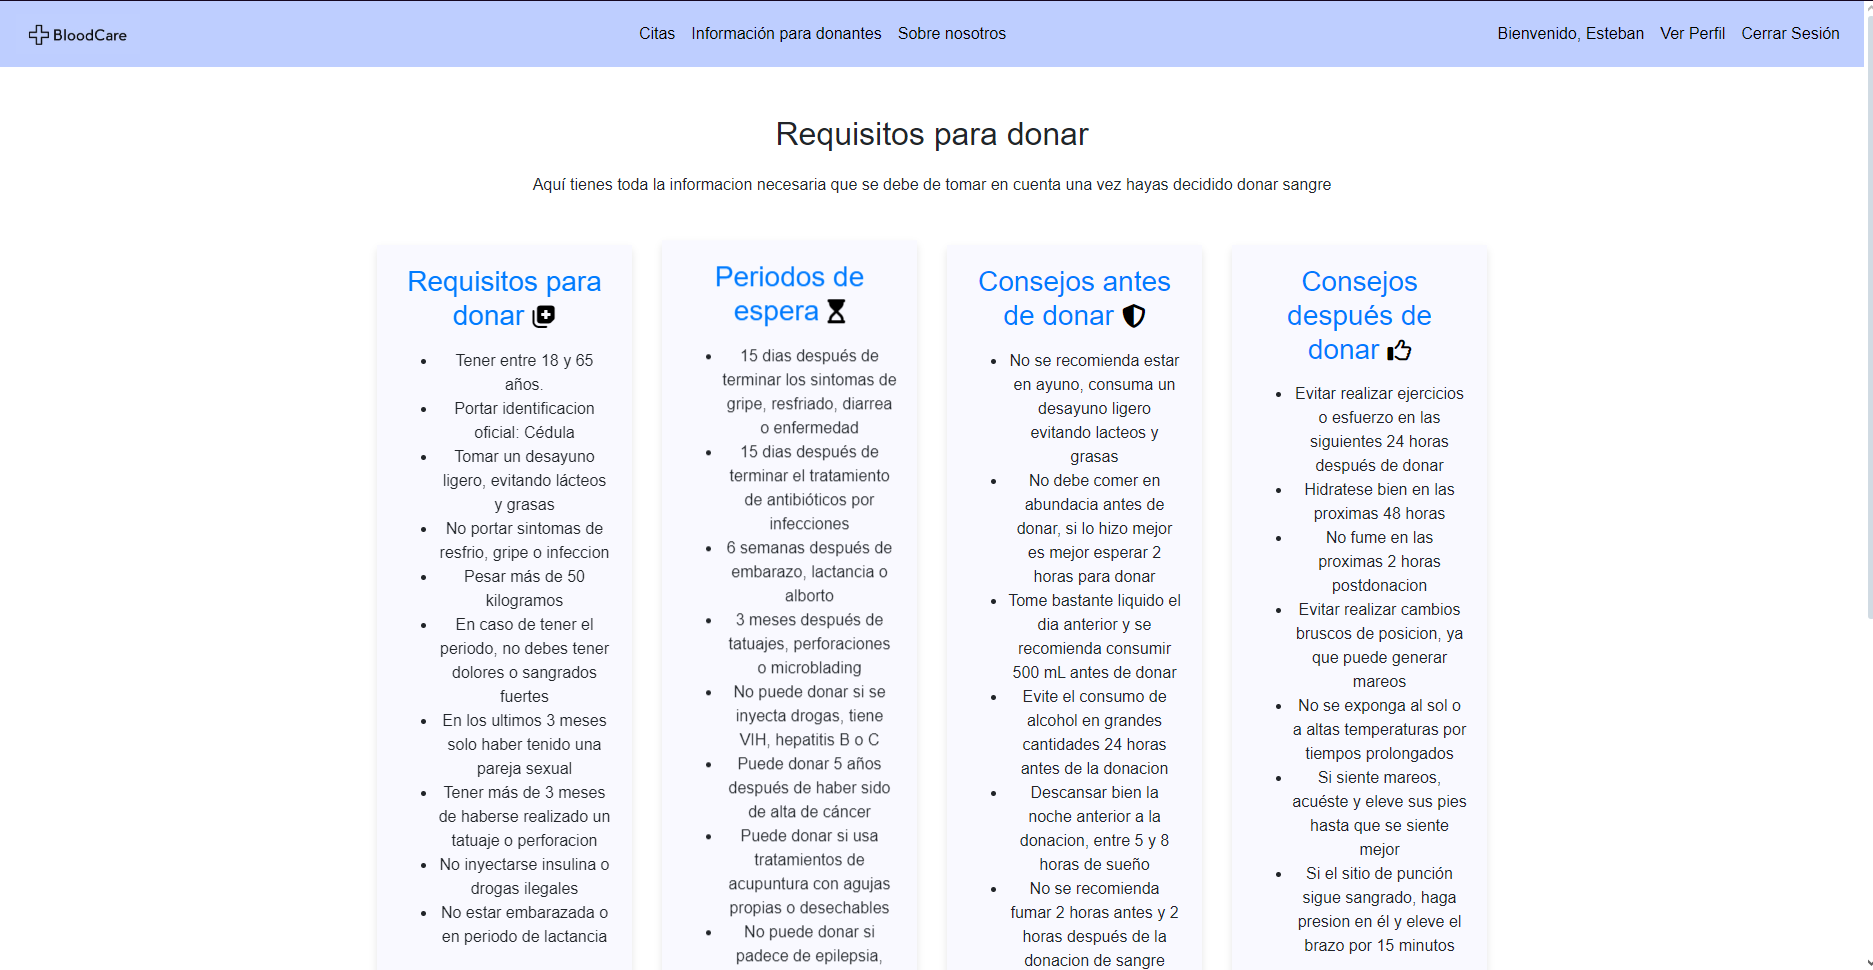 BloodCare
Citas Información para donantes Sobre nosotros
Bienvenido, Esteban Ver Perfil Cerrar Sesión
Requisitos para donar
Aquí tienes toda la informacion necesaria que se debe de tomar en cuenta una vez hayas decidido donar sangre
Requisitos para
donar
• Tener entre 18 y 65
años.
• Portar identificacion
oficial: Cédula
• Tomar un desayuno
ligero, evitando lácteos
y grasas
• No portar sintomas de
resfrio, gripe o infeccion
• Pesar más de 50
kilogramos
• En caso de tener el
periodo, no debes tener
dolores o sangrados
fuertes
• En los ultimos 3 meses
solo haber tenido una
pareja sexual
• Tener más de 3 meses
de haberse realizado un
tatuaje o perforacion
• No inyectarse insulina o
drogas ilegales
• No estar embarazada o
en periodo de lactancia
Periodos de
espera
• 15 dias después de
terminar los sintomas de
gripe, resfriado, diarrea
o enfermedad
• 15 dias después de
terminar el tratamiento
de antibióticos por
infecciones
• 6 semanas después de
embarazo, lactancia o
alborto
• 3 meses después de
tatuajes, perforaciones
o microblading
• No puede donar si se
inyecta drogas, tiene
VIH, hepatitis B o C
• Puede donar 5 años
después de haber sido
de alta de cáncer
• Puede donar si usa
tratamientos de
acupuntura con agujas
propias o desechables
• No puede donar si
padece de epilepsia,
Consejos antes
de donar
• No se recomienda estar
en ayuno, consuma un
desayuno ligero
evitando lacteos y
grasas
• No debe comer en
abundacia antes de
donar, si lo hizo mejor
es mejor esperar 2
horas para donar
• Tome bastante liquido el
dia anterior y se
recomienda consumir
500 mL antes de donar
• Evite el consumo de
alcohol en grandes
cantidades 24 horas
antes de la donacion
• Descansar bien la
noche anterior a la
donacion, entre 5 y 8
horas de sueño
• No se recomienda
fumar 2 horas antes y 2
horas después de la
donacion de sangre
Consejos
después de
donar
• Evitar realizar ejercicios
o esfuerzo en las
siguientes 24 horas
después de donar
• Hidratese bien en las
proximas 48 horas
• No fume en las
proximas 2 horas
postdonacion
• Evitar realizar cambios
bruscos de posicion, ya
que puede generar
mareos
• No se exponga al sol o
a altas temperaturas por
tiempos prolongados
• Si siente mareos,
acuéste y eleve sus pies
hasta que se siente
mejor
• Si el sitio de punción
sigue sangrado, haga
presion en él y eleve el
brazo por 15 minutos